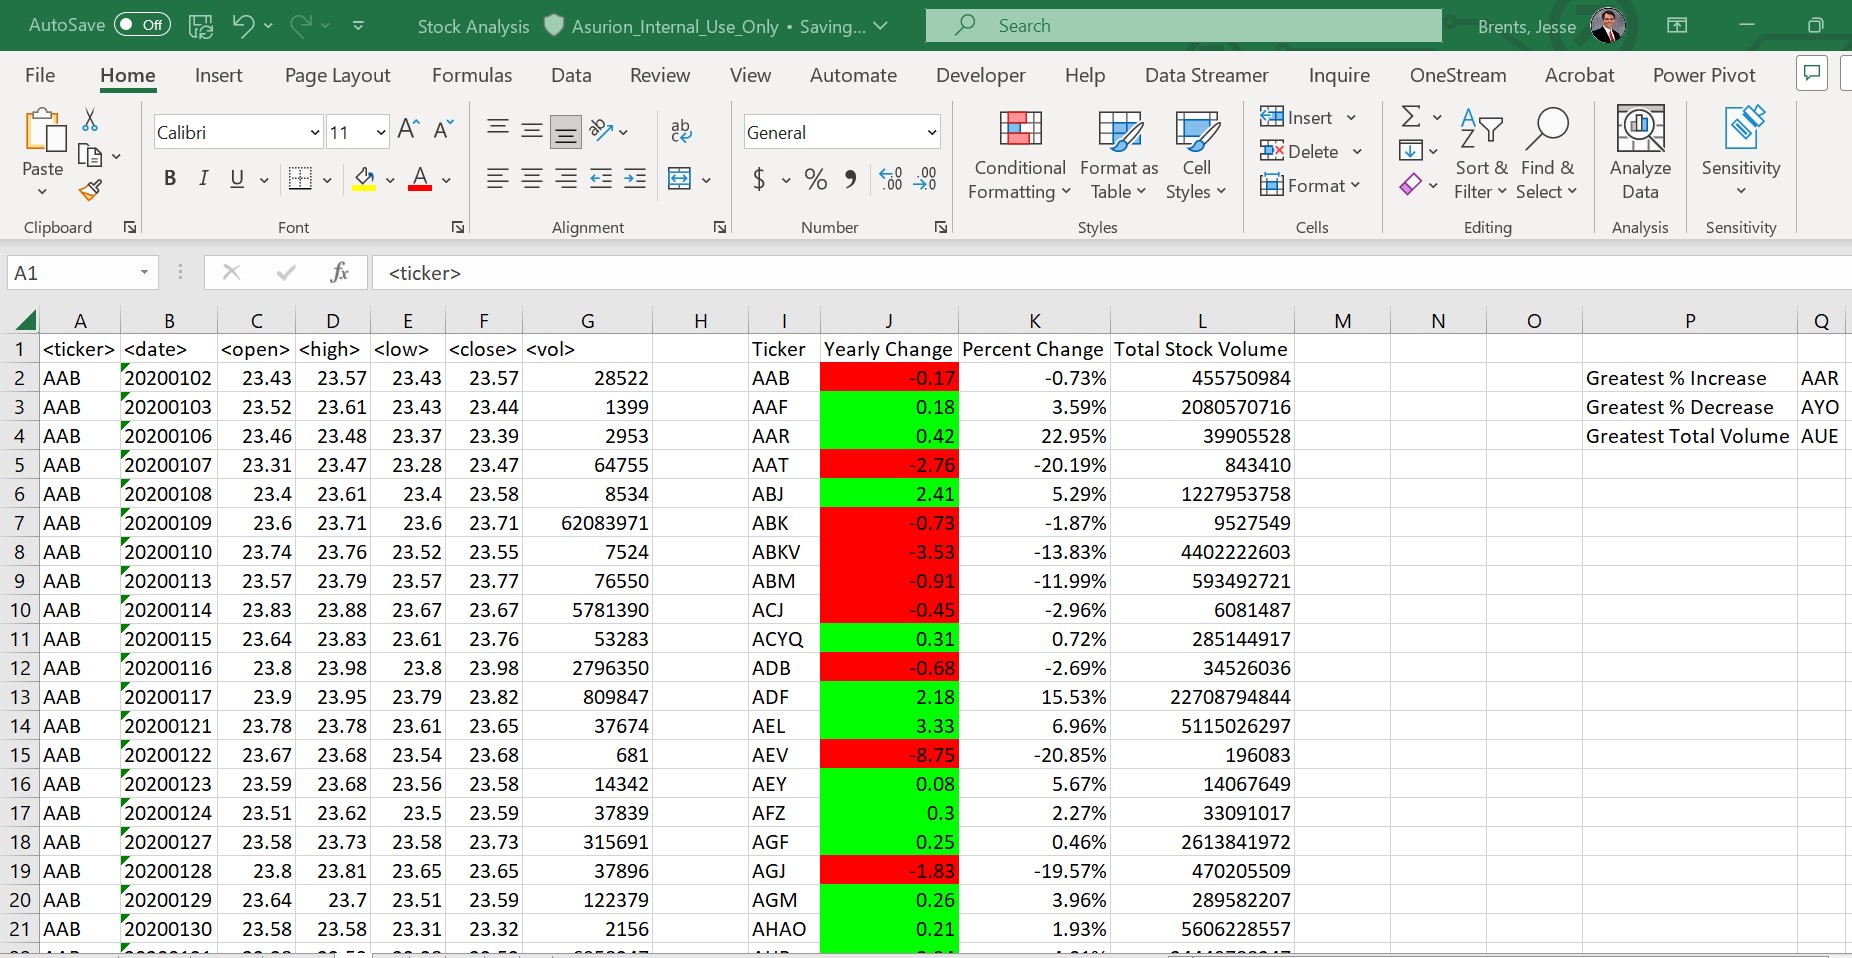 AutoSave Off Stock Analysis Asurion_Internal_Use_Only • Saving... Search Brents, Jesse
File Home Insert Page Layout Formulas Data Review View Automate Developer Help Data Streamer Inquire OneStream Acrobat Power Pivot
Calibri 11 General Insert
Paste Delete
Conditional Formatting Format as Table Cell Styles Format Sort & Filter Find & Select Analyze Data Sensitivity
Clipboard Font Alignment Number Styles Cells Editing Analysis Sensitivity
A1 fx <ticker>
A B C D E F G H I J K L M N O P Q
1 <ticker> <date> <open> <high> <low> <close> <vol> Ticker Yearly Change Percent Change Total Stock Volume
2 AAB 20200102 23.43 23.57 23.43 23.57 28522 AAB -0.17 -0.73% 455750984 Greatest % Increase AAR
3 AAB 20200103 23.52 23.61 23.43 23.44 1399 AAF 0.18 3.59% 2080570716 Greatest % Decrease AYO
4 AAB 20200106 23.46 23.48 23.37 23.39 2953 AAR 0.42 22.95% 39905528 Greatest Total Volume AUE
5 AAB 20200107 23.31 23.47 23.28 23.47 64755 AAT -2.76 -20.19% 843410
6 AAB 20200108 23.4 23.61 23.4 23.58 8534 ABJ 2.41 5.29% 1227953758
7 AAB 20200109 23.6 23.71 23.6 23.71 62083971 ABK -0.73 -1.87% 9527549
8 AAB 20200110 23.74 23.76 23.52 23.55 7524 ABKV -3.53 -13.83% 4402222603
9 AAB 20200113 23.57 23.79 23.57 23.77 76550 ABM -0.91 -11.99% 593492721
10 AAB 20200114 23.83 23.88 23.67 23.67 5781390 ACJ -0.45 -2.96% 6081487
11 AAB 20200115 23.64 23.83 23.61 23.76 53283 ACYQ 0.31 0.72% 285144917
12 AAB 20200116 23.8 23.98 23.8 23.98 2796350 ADB -0.68 -2.69% 34526036
13 AAB 20200117 23.9 23.95 23.79 23.82 809847 ADF 2.18 15.53% 22708794844
14 AAB 20200121 23.78 23.78 23.61 23.65 37674 AEL 3.33 6.96% 5115026297
15 AAB 20200122 23.67 23.68 23.54 23.68 681 AEV -8.75 -20.85% 196083
16 AAB 20200123 23.59 23.68 23.56 23.58 14342 AEY 0.08 5.67% 14067649
17 AAB 20200124 23.51 23.62 23.5 23.59 37839 AFZ 0.3 2.27% 33091017
18 AAB 20200127 23.58 23.73 23.58 23.73 315691 AGF 0.25 0.46% 2613841972
19 AAB 20200128 23.8 23.81 23.65 23.65 37896 AGJ -1.83 -19.57% 470205509
20 AAB 20200129 23.64 23.7 23.51 23.59 122379 AGM 0.26 3.96% 289582207
21 AAB 20200130 23.58 23.58 23.31 23.32 2156 AHAO 0.21 1.93% 5606228557